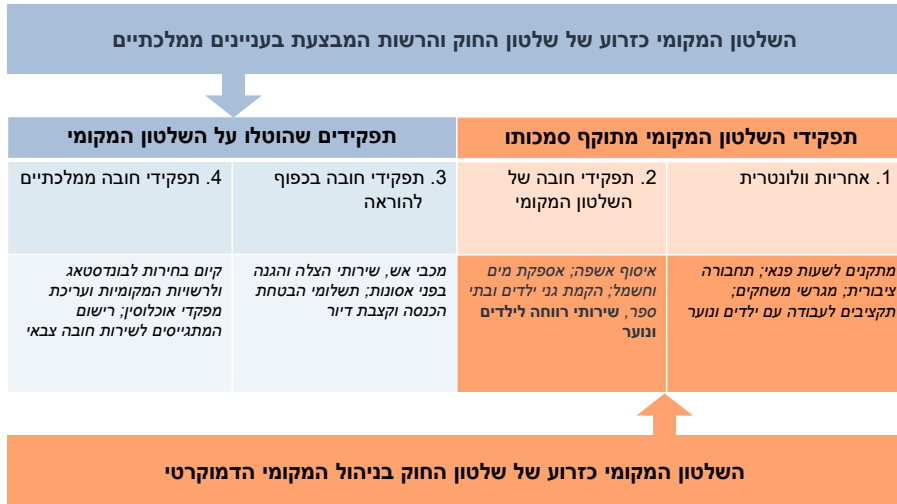 השלטון המקומי כזרוע של שלטון החוק והרשות המבצעת בעניינים ממלכתיים
תפקידי השלטון המקומי מתוקף סמכותו
תפקידים שהוטלו על השלטון המקומי
1. אחריות וולונטרית
2. תפקידי חובה של
השלטון המקומי
3. תפקידי חובה בכפוף
להוראה
4. תפקידי חובה ממלכתיים
מתקנים לשעות פנאי; תחבורה
ציבורית; מגרשי משחקים;
תקציבים לעבודה עם ילדים ונוער
איסוף אשפה; אספקת מים
וחשמל; הקמת גני ילדים ובתי
ספר, שירותי רווחה לילדים
ונוער
מכבי אש, שירותי הצלה והגנה
בפני אסונות; תשלומי הבטחת
הכנסה וקצבת דיור
קיום בחירות לבונדסטאג
ולרשויות המקומיות ועריכת
מפקדי אוכלוסין; רישום
המתגייסים לשירות חובה צבאי
השלטון המקומי כזרוע של שלטון החוק בניהול המקומי הדמוקרטי